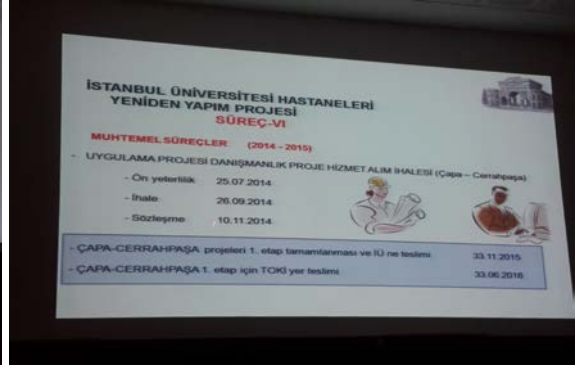 İSTANBUL ÜNİVERSİTESİ HASTANELERİ
YENİDEN YAPIM PROJESİ
SÜREÇ-VI
MUHTEMEL SÜREÇLER (2014 - 2015)
- UYGULAMA PROJESİ DANIŞMANLIK PROJE HİZMET ALIM İHALESİ (Çapa – Cerrahpaşa)
- Ön yeterlilik 25.07.2014
- İhale 26.09.2014
- Sözleşme 10.11.2014
- ÇAPA-CERRAHPAŞA projeleri 1. etap tamamlanması ve İÜ ne teslimi 33.11.2015
- ÇAPA-CERRAHPAŞA 1. etap için TOKİ yer teslimi 33.06.2016